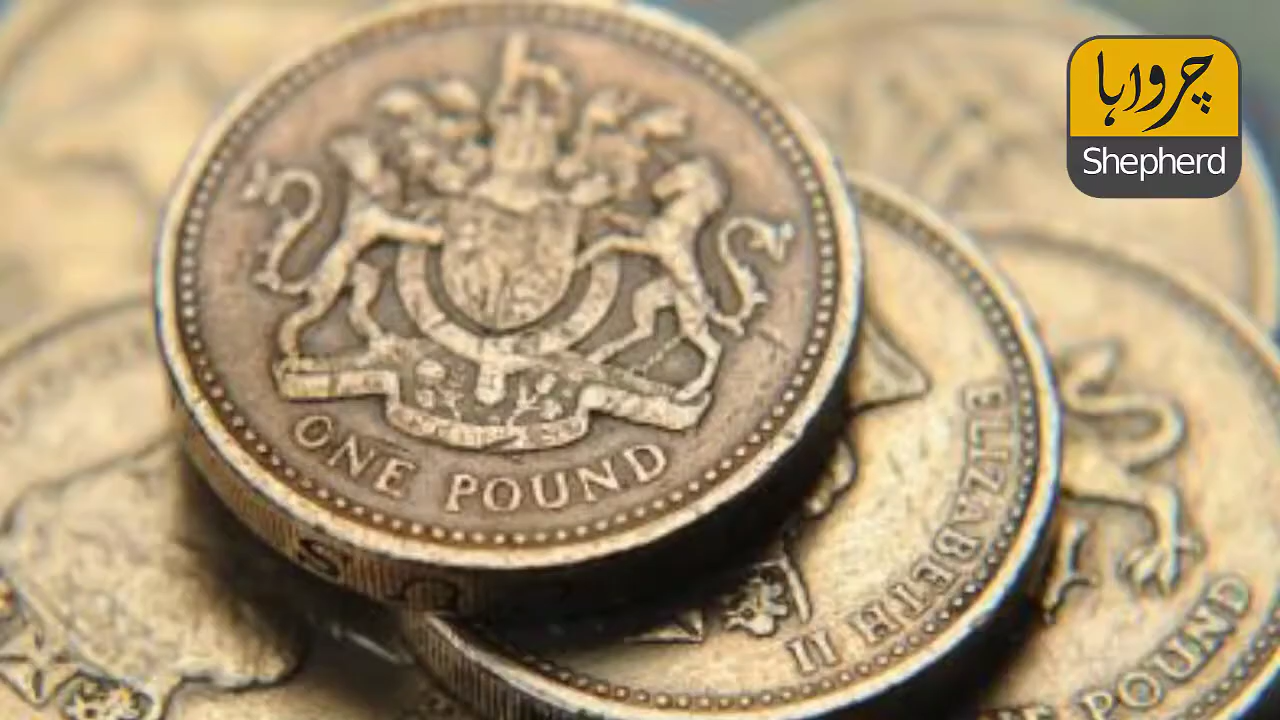 چرواہا
Shepherd
ONE POUND
ELIZABETH II
POUND